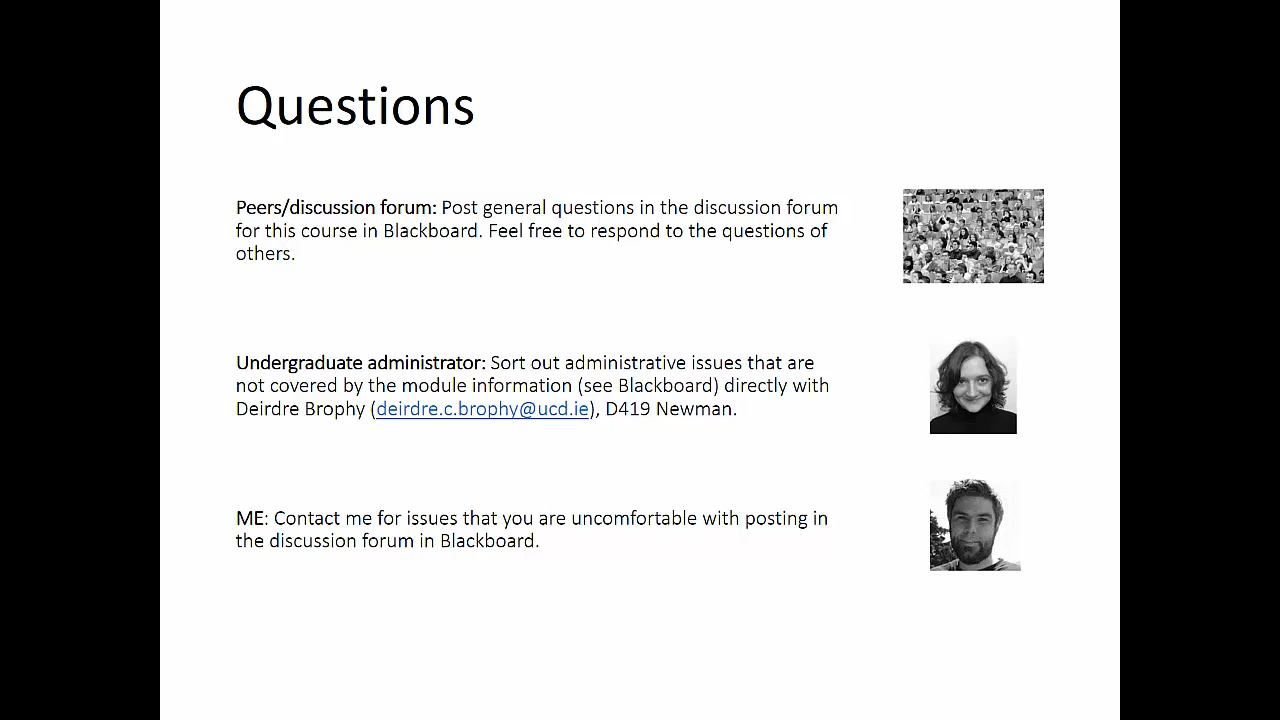 Questions
Peers/discussion forum: Post general questions in the discussion forum
for this course in Blackboard. Feel free to respond to the questions of
others.
Undergraduate administrator: Sort out administrative issues that are
not covered by the module information (see Blackboard) directly with
Deirdre Brophy (deirdre.c.brophy@ucd.ie), D419 Newman.
ME: Contact me for issues that you are uncomfortable with posting in
the discussion forum in Blackboard.